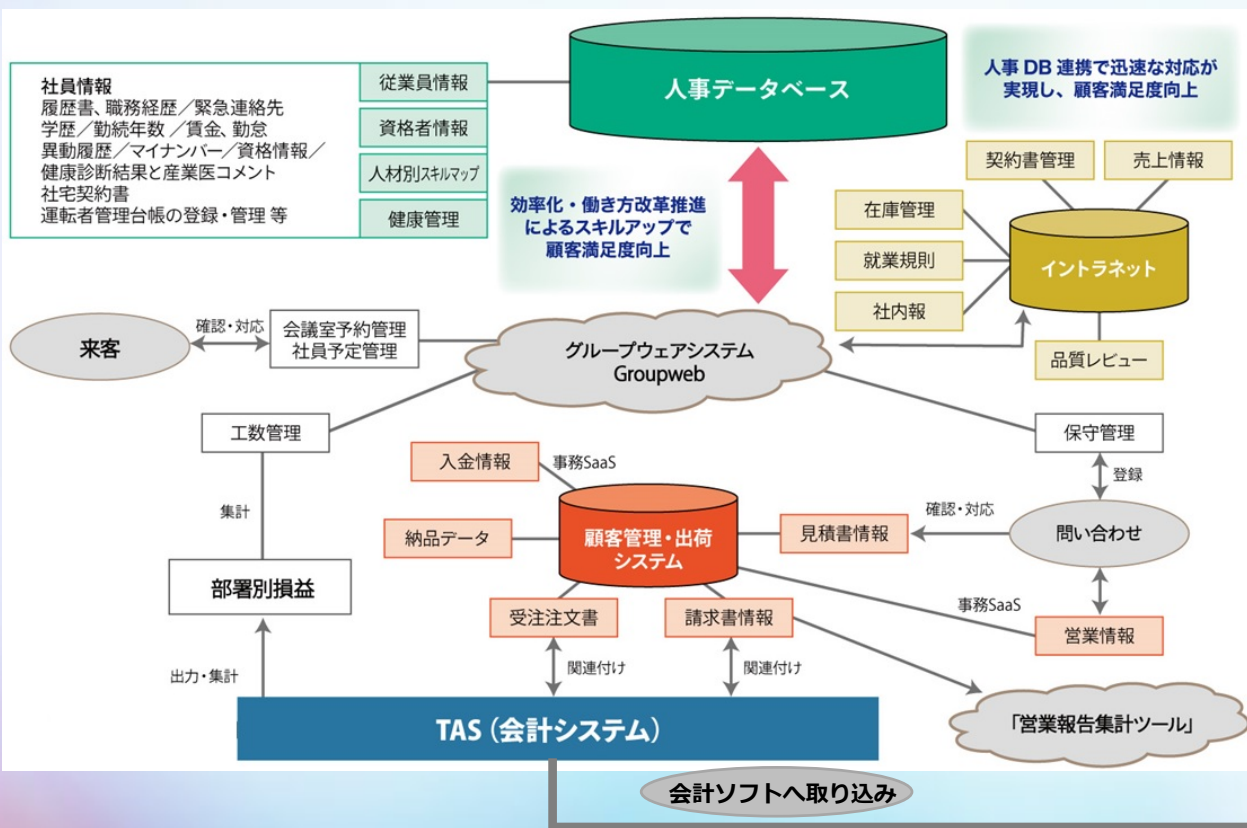 人事データベース
人事 DB 連携で迅速な対応が
実現し、顧客満足度向上
社員情報
履歴書、職務経歴／緊急連絡先
学歴／勤続年数 ／賃金、勤怠
異動履歴／マイナンバー／資格情報／
健康診断結果と産業医コメント
社宅契約書
運転者管理台帳の登録・管理 等
従業員情報
資格者情報
人材別スキルマップ
健康管理
効率化・働き方改革推進
によるスキルアップで
顧客満足度向上
契約書管理
売上情報
在庫管理
就業規則
社内報
イントラネット
品質レビュー
来客
確認・対応
会議室予約管理
社員予定管理
グループウェアシステム
Groupweb
工数管理
保守管理
入金情報
事務SaaS
登録
集計
納品データ
顧客管理・出荷
システム
見積書情報
確認・対応
問い合わせ
部署別損益
受注注文書
請求書情報
事務SaaS
営業情報
出力・集計
関連付け
関連付け
TAS（会計システム）
「営業報告集計ツール」
会計ソフトへ取り込み